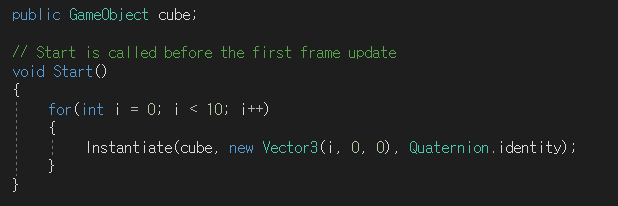 public GameObject cube;
// Start is called before the first frame update
void Start()
{
for(int i = 0; i < 10; i++)
{
Instantiate(cube, new Vector3(i, 0, 0), Quaternion.identity);
}
}